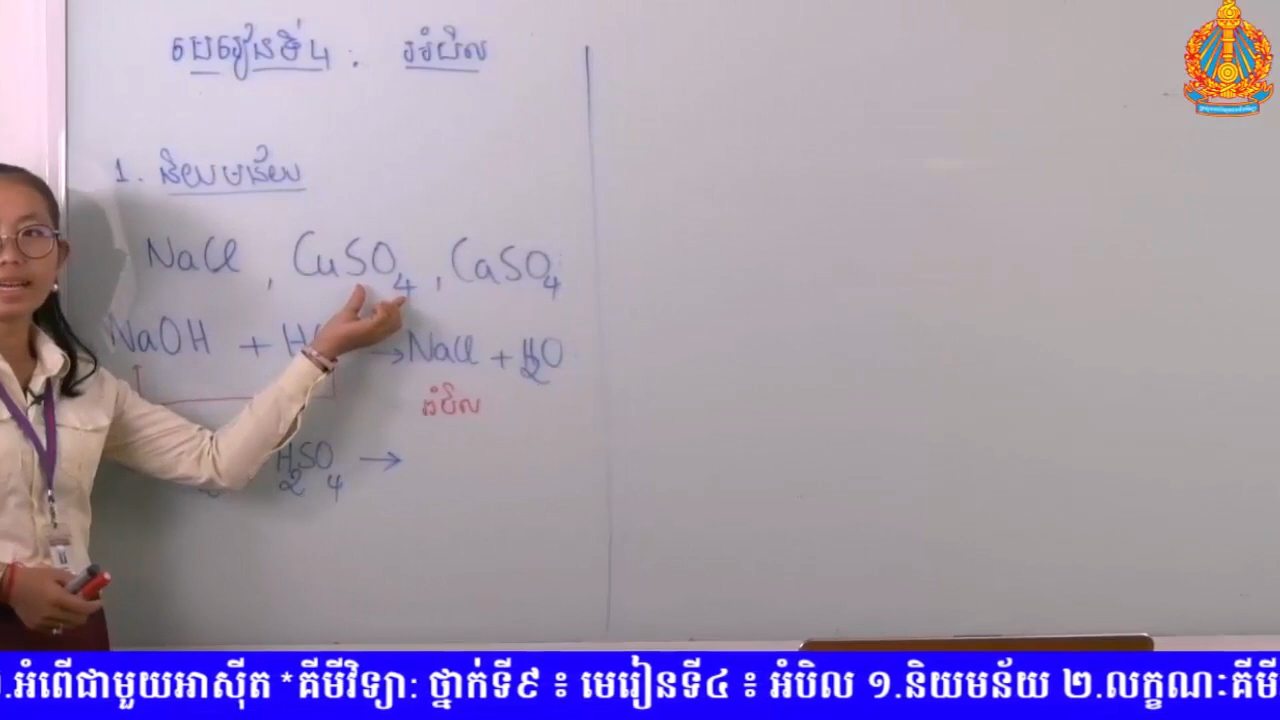 មេរៀនទី4 : អំបិល
1. និយមន័យ
NaCl , CuSO4 , CaSO4
NaOH + H → NaCl + H2O
អំបិល
H2SO4 →
.អំពើជាមួយអាស៊ីត *គីមីវិទ្យា: ថ្នាក់ទី៩ ៖ មេរៀនទី៤ ៖ អំបិល ១.និយមន័យ ២.លក្ខណៈគីមី